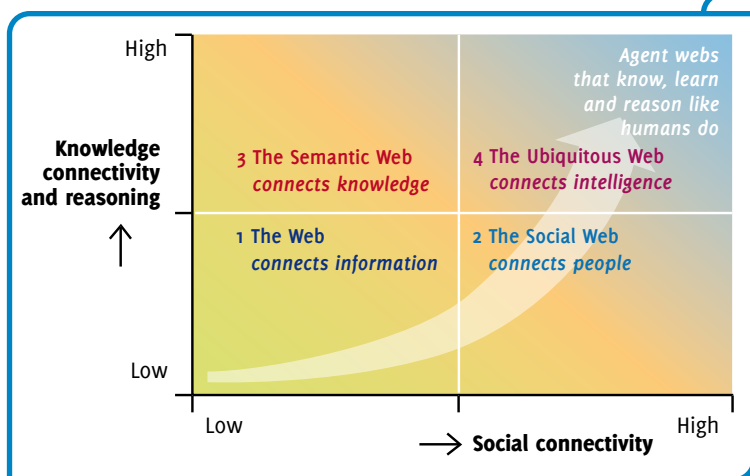 High
Agent webs
that know, learn
and reason like
humans do
Knowledge
connectivity
and reasoning
3 The Semantic Web
connects knowledge
4 The Ubiquitous Web
connects intelligence
1 The Web
connects information
2 The Social Web
connects people
Low
Low
High
Social connectivity